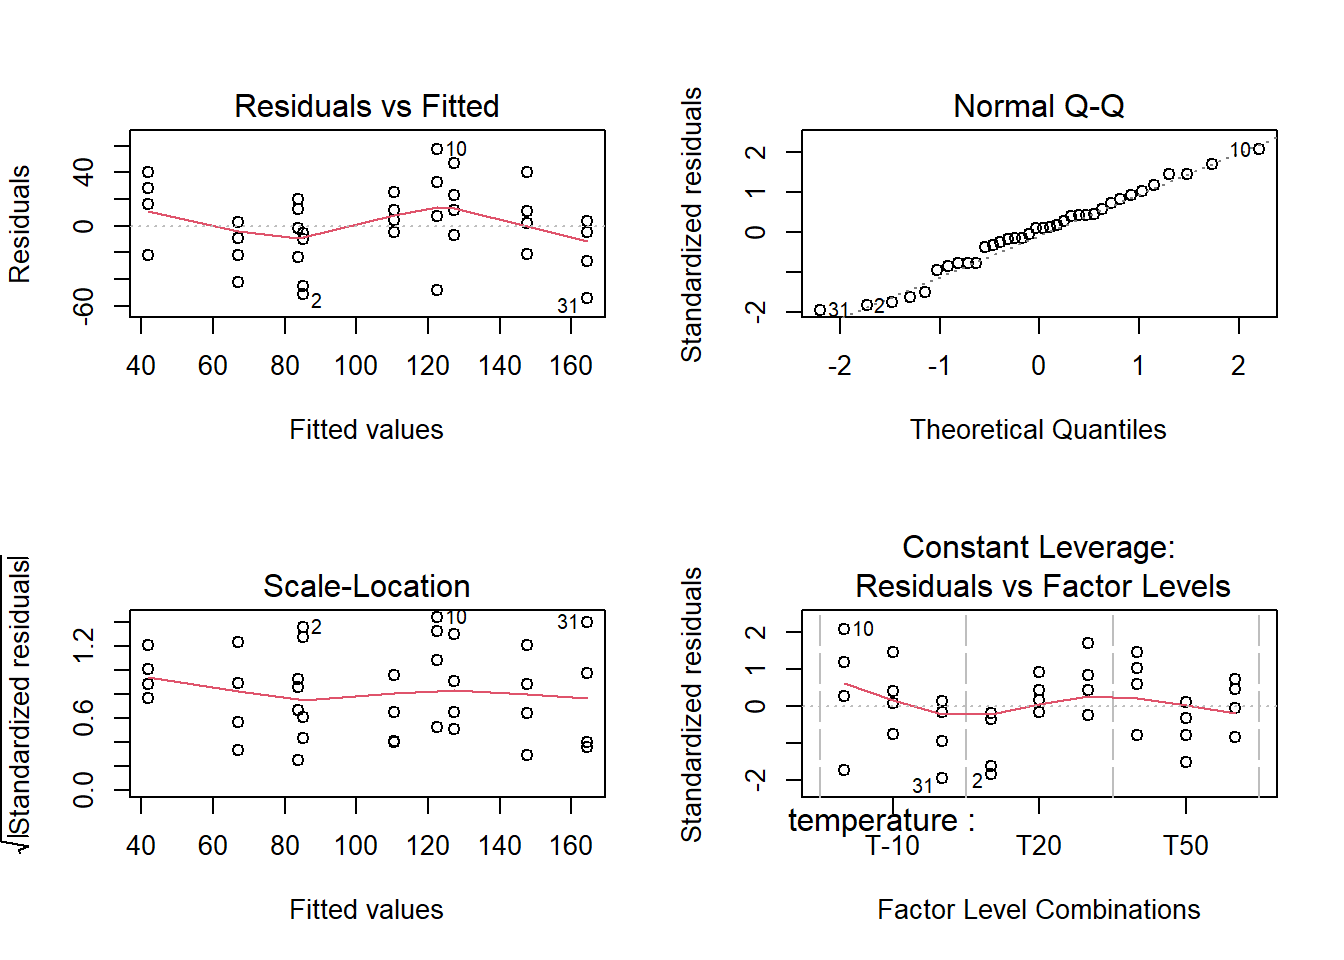 Residuals vs Fitted
Residuals
40
0
-60
10
2
31
40 60 80 100 120 140 160
Fitted values
Normal Q-Q
Standardized residuals
2
1
0
-2
10
31
2
-2 -1 0 1 2
Theoretical Quantiles
Scale-Location
√|Standardized residuals|
1.2
0.6
0.0
2
10
31
40 60 80 100 120 140 160
Fitted values
Constant Leverage:
Residuals vs Factor Levels
Standardized residuals
2
1
0
-2
10
31
2
temperature :
T-10 T20 T50
Factor Level Combinations